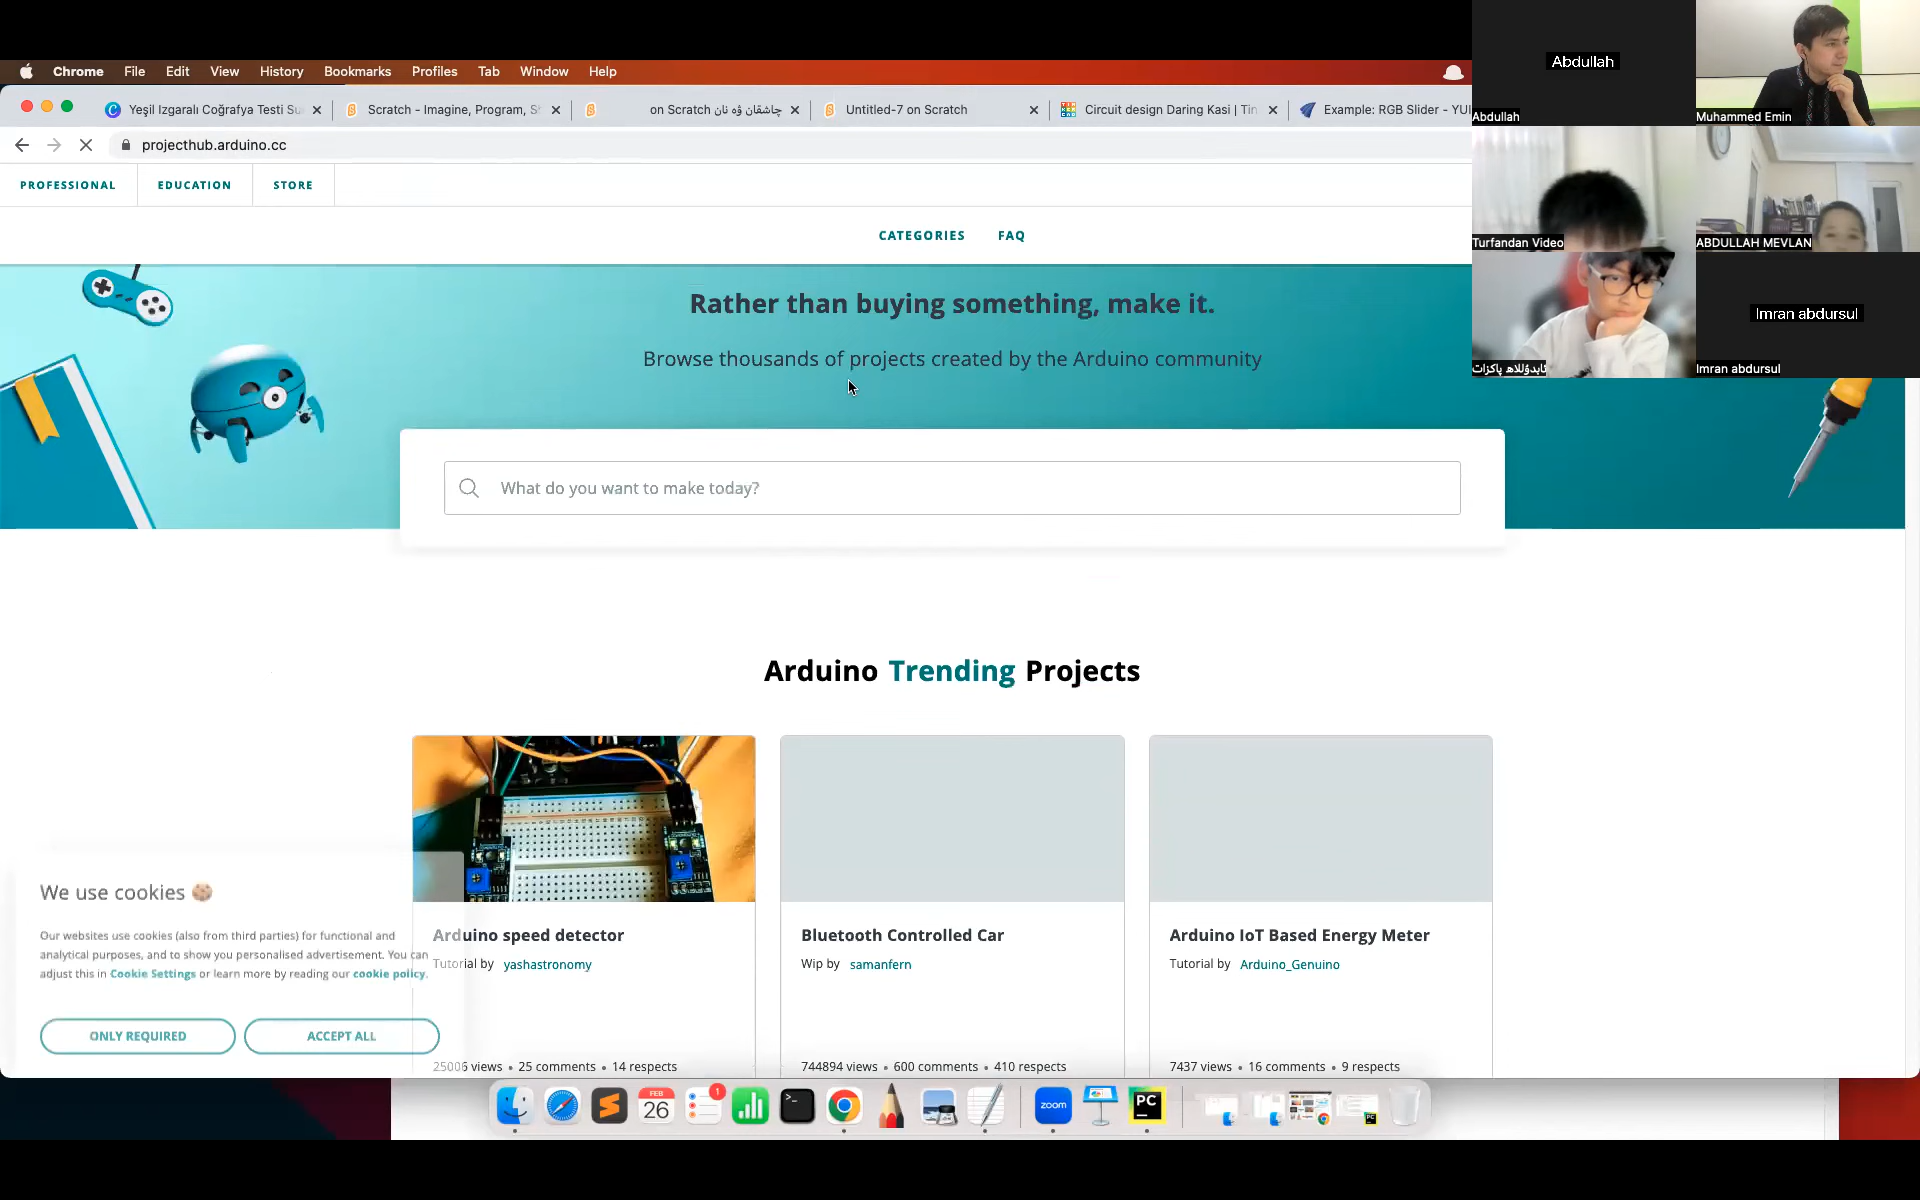 Chrome File Edit View History Bookmarks Profiles Tab Window Help
Yeşil Izgaralı Coğrafya Testi Su
Scratch - Imagine, Program, S
چاشقان ۋە نان on Scratch
Untitled-7 on Scratch
Circuit design Daring Kasi | Tin
Example: RGB Slider - YUI
projecthub.arduino.cc
PROFESSIONAL EDUCATION STORE
CATEGORIES FAQ
Rather than buying something, make it.
Browse thousands of projects created by the Arduino community
What do you want to make today?
Arduino Trending Projects
Arduino speed detector
Tutorial by yashastronomy
25006 views • 25 comments • 14 respects
Bluetooth Controlled Car
Wip by samanfern
744894 views • 600 comments • 410 respects
Arduino IoT Based Energy Meter
Tutorial by Arduino_Genuino
7437 views • 16 comments • 9 respects
We use cookies
Our websites use cookies (also from third parties) for functional and
analytical purposes, and to show you personalised advertisement. You can
adjust this in Cookie Settings or learn more by reading our cookie policy.
ONLY REQUIRED ACCEPT ALL
Abdullah
Abdullah
Muhammed Emin
Turfandan Video
ABDULLAH MEVLAN
ئابدۇللاھ پاكزات
Imran abdursul
Imran abdursul
FEB
26
1
zoom
PC
PC